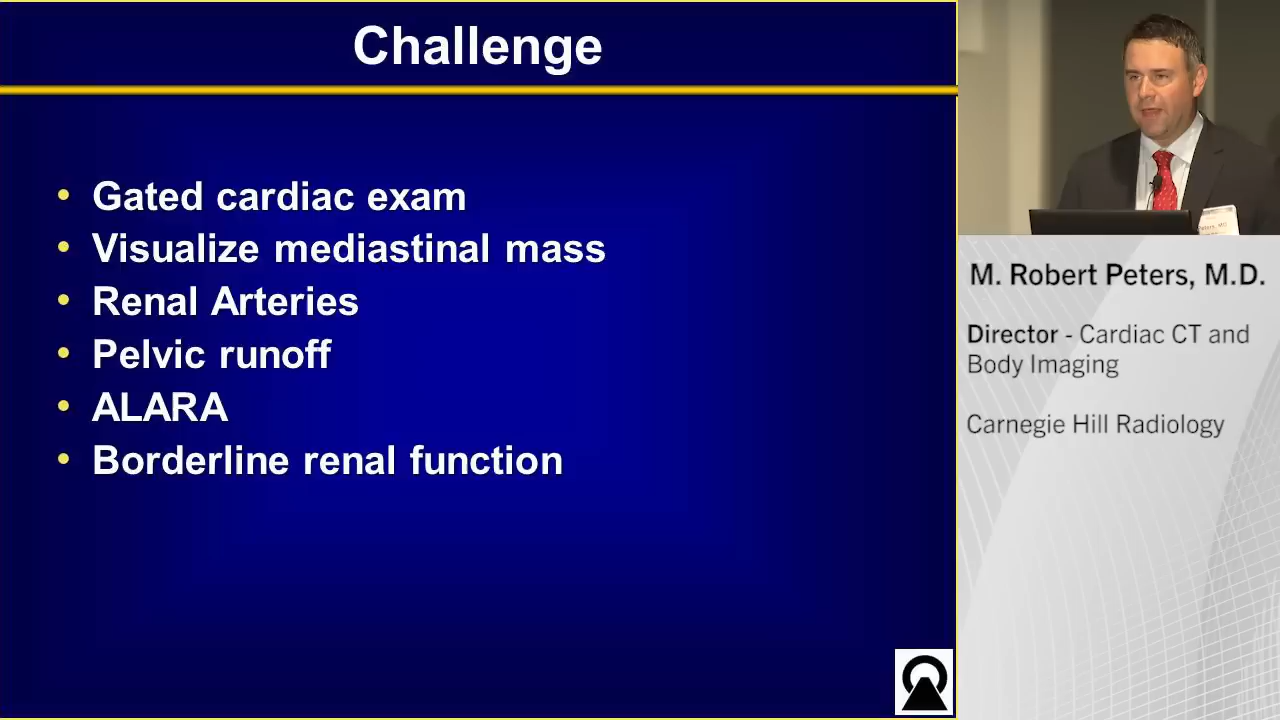 Challenge
• Gated cardiac exam
• Visualize mediastinal mass
• Renal Arteries
• Pelvic runoff
• ALARA
• Borderline renal function
M. Robert Peters, M.D.
Director - Cardiac CT and
Body Imaging
Carnegie Hill Radiology